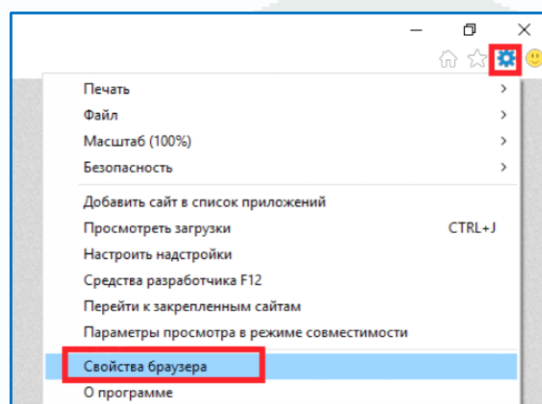 Печать
Файл
Масштаб (100%)
Безопасность
Добавить сайт в список приложений
Просмотреть загрузки CTRL+J
Настроить надстройки
Средства разработчика F12
Перейти к закрепленным сайтам
Параметры просмотра в режиме совместимости
Свойства браузера
О программе